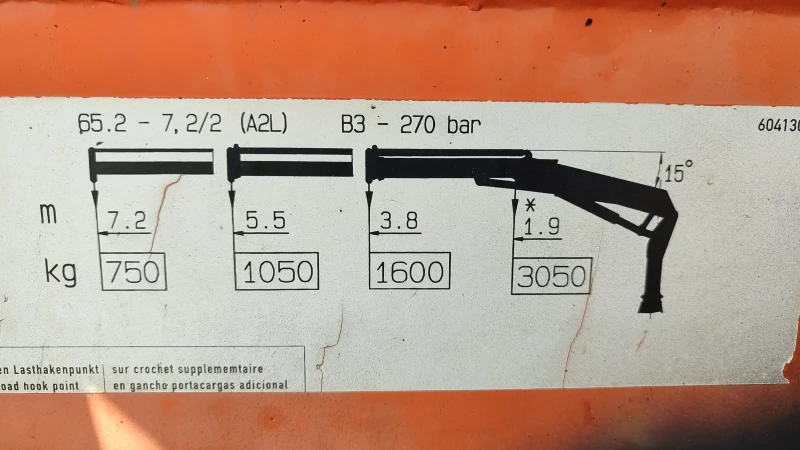 65.2 - 7,2/2 (A2L) B3 - 270 bar
15°
*
m 7.2 5.5 3.8 1.9
kg 750 1050 1600 3050
en Lasthakenpunkt sur crochet supplememtaire
oad hook point en gancho portacargas adicional